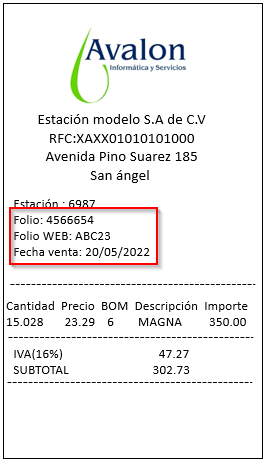 Avalon
Informática y Servicios
Estación modelo S.A de C.V
RFC:XAXX01010101000
Avenida Pino Suarez 185
San ángel
Estación : 6987
Folio: 4566654
Folio WEB: ABC23
Fecha venta: 20/05/2022
Cantidad Precio BOM Descripción Importe
15.028 23.29 6 MAGNA 350.00
IVA(16%) 47.27
SUBTOTAL 302.73